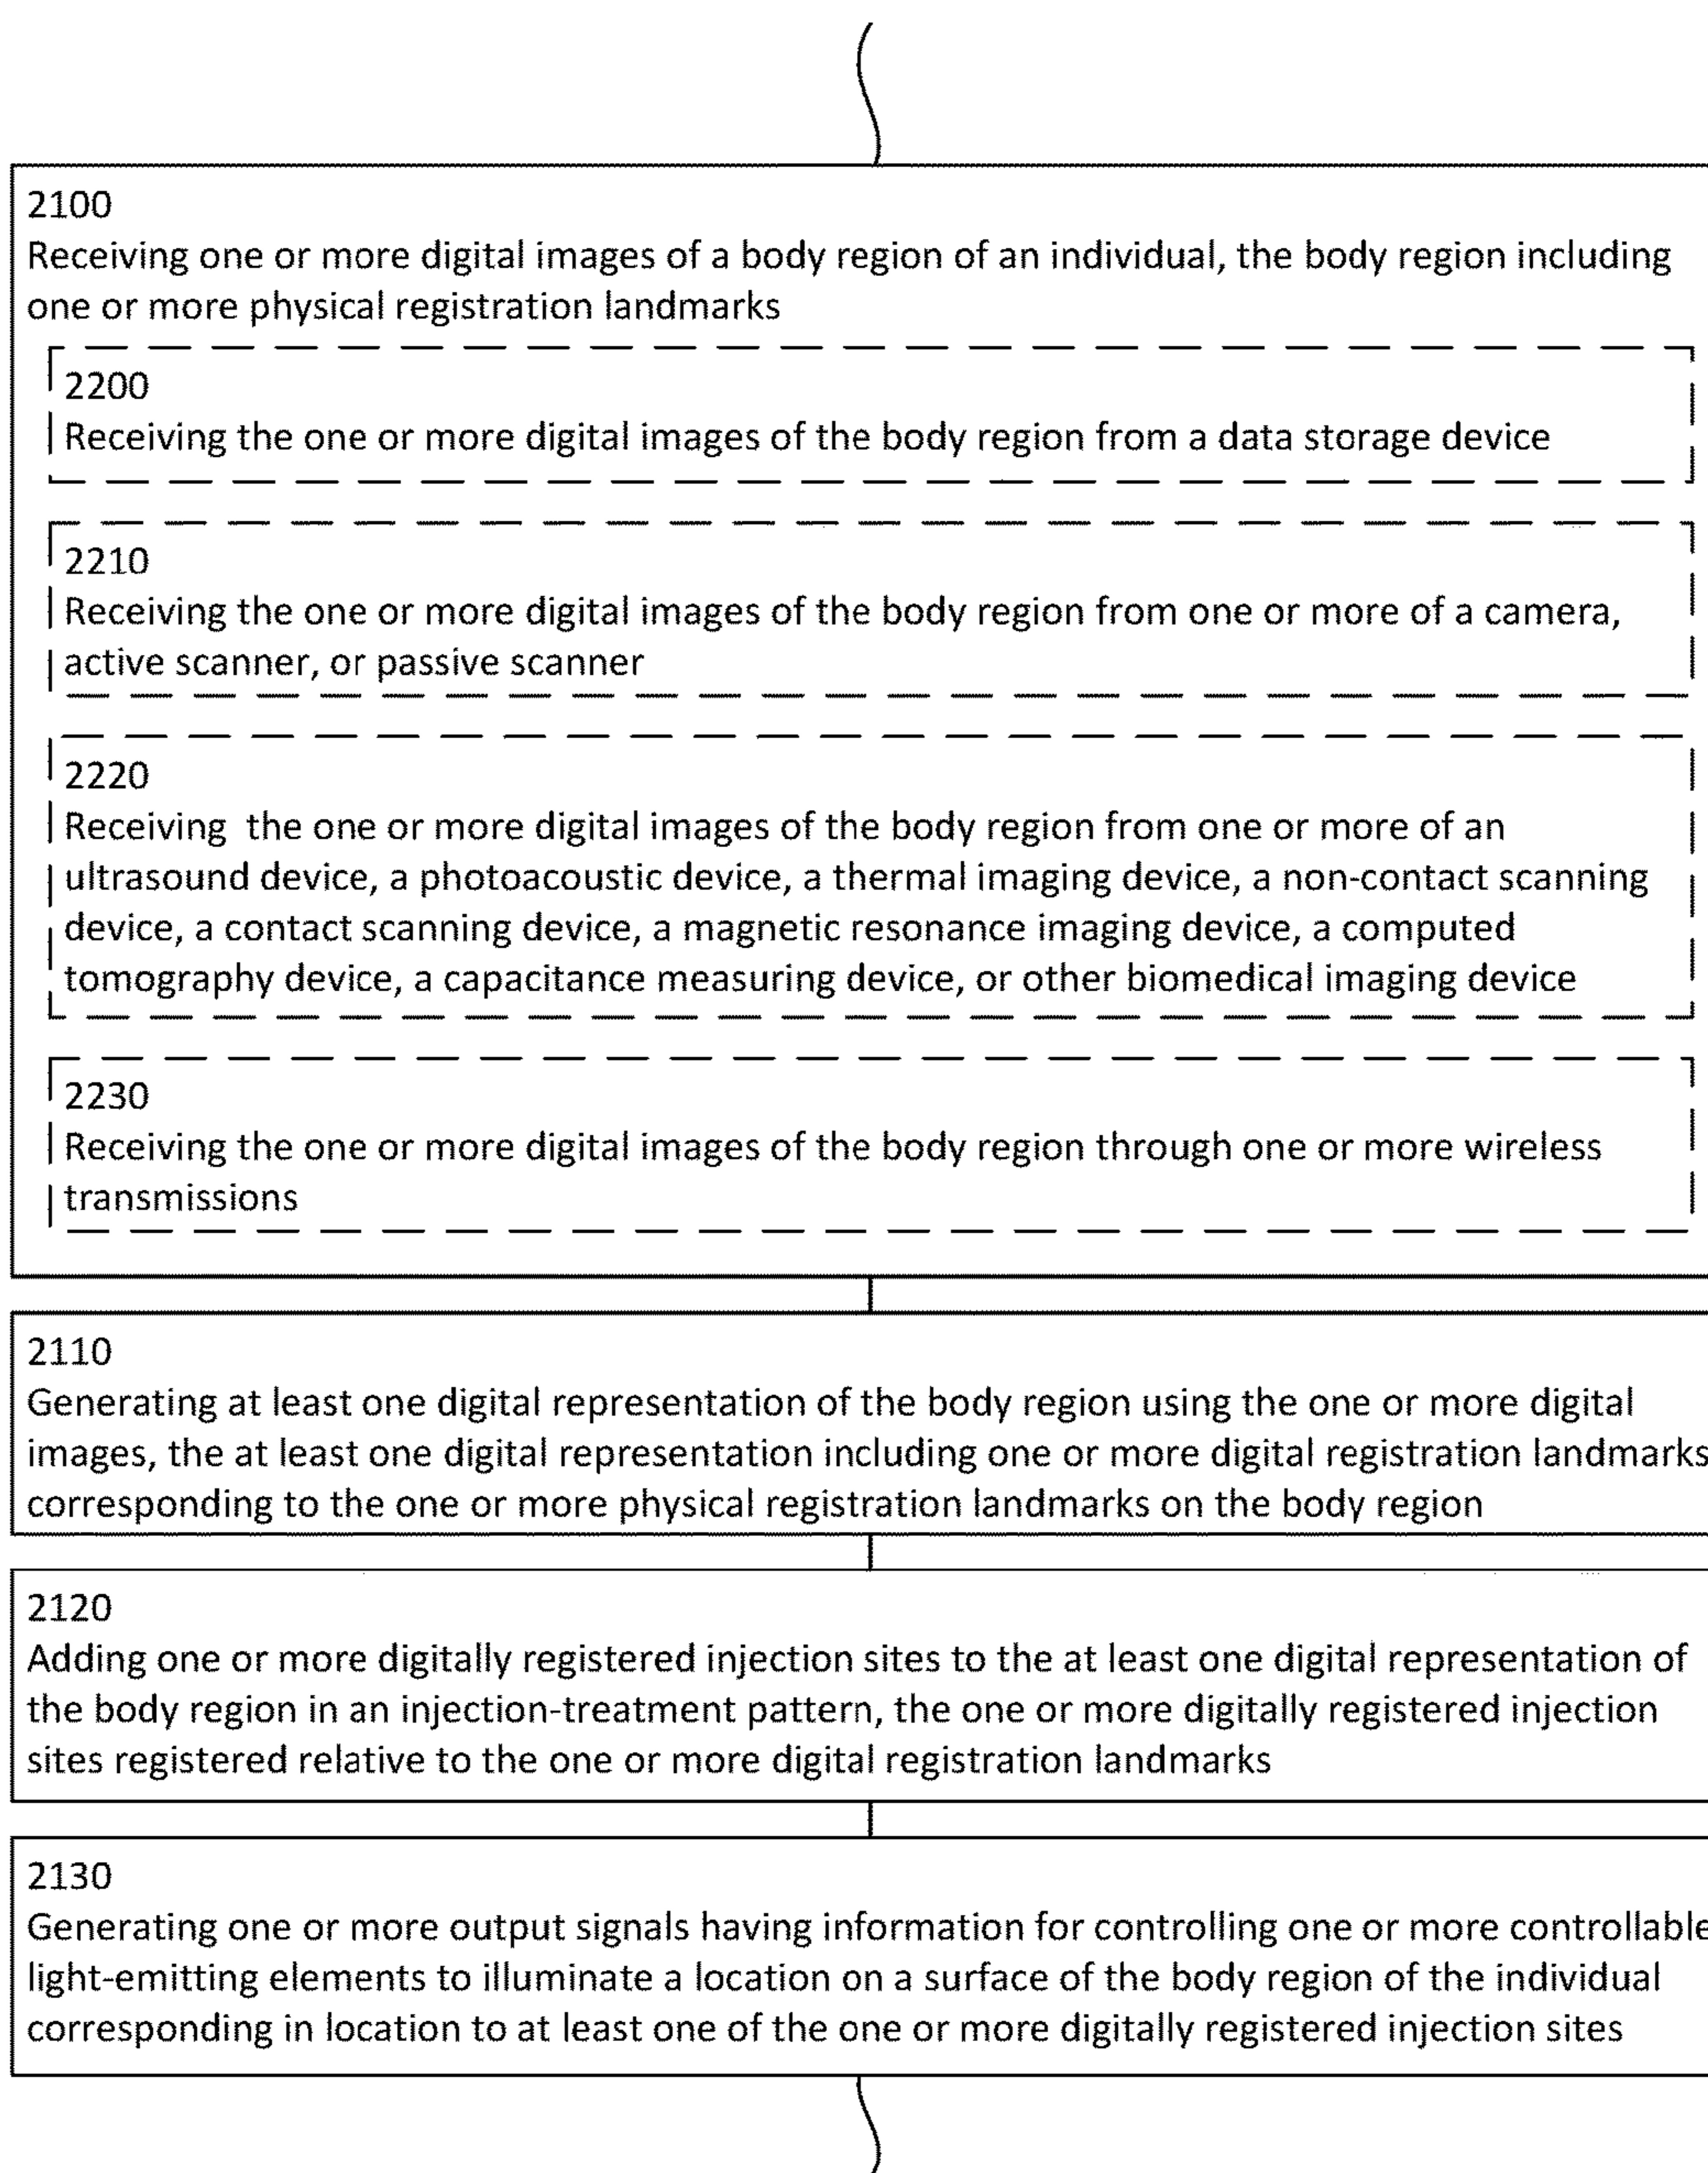 2100
Receiving one or more digital images of a body region of an individual, the body region including
one or more physical registration landmarks
2200
Receiving the one or more digital images of the body region from a data storage device
2210
Receiving the one or more digital images of the body region from one or more of a camera,
active scanner, or passive scanner
2220
Receiving the one or more digital images of the body region from one or more of an
ultrasound device, a photoacoustic device, a thermal imaging device, a non-contact scanning
device, a contact scanning device, a magnetic resonance imaging device, a computed
tomography device, a capacitance measuring device, or other biomedical imaging device
2230
Receiving the one or more digital images of the body region through one or more wireless
transmissions
2110
Generating at least one digital representation of the body region using the one or more digital
images, the at least one digital representation including one or more digital registration landmarks
corresponding to the one or more physical registration landmarks on the body region
2120
Adding one or more digitally registered injection sites to the at least one digital representation of
the body region in an injection-treatment pattern, the one or more digitally registered injection
sites registered relative to the one or more digital registration landmarks
2130
Generating one or more output signals having information for controlling one or more controllable
light-emitting elements to illuminate a location on a surface of the body region of the individual
corresponding in location to at least one of the one or more digitally registered injection sites